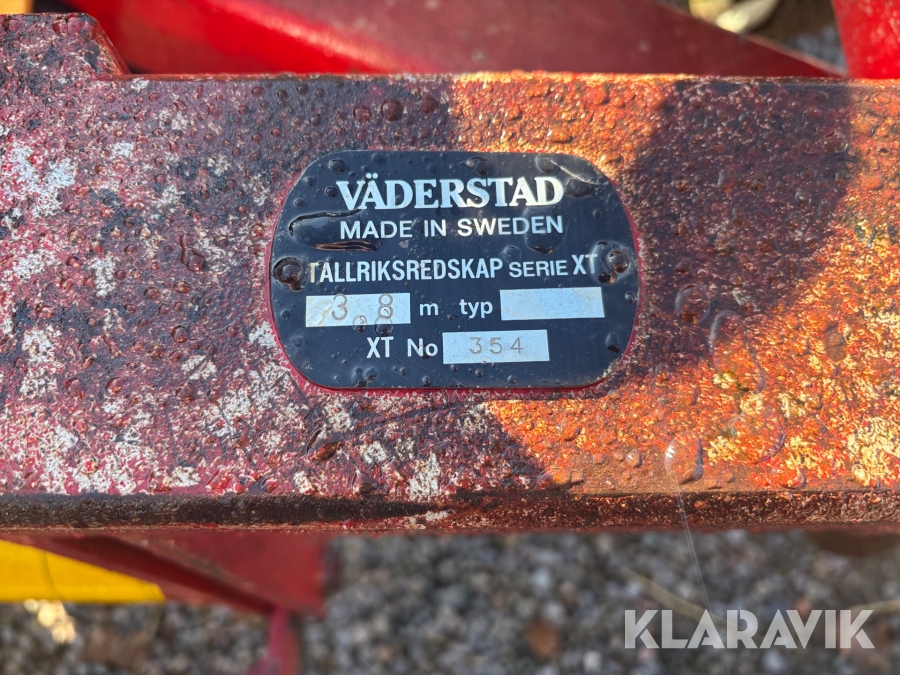 VÄDERSTAD
MADE IN SWEDEN
TALLRIKSREDSKAP SERIE XT
3,8 m typ
XT No 354
KLARAVIK